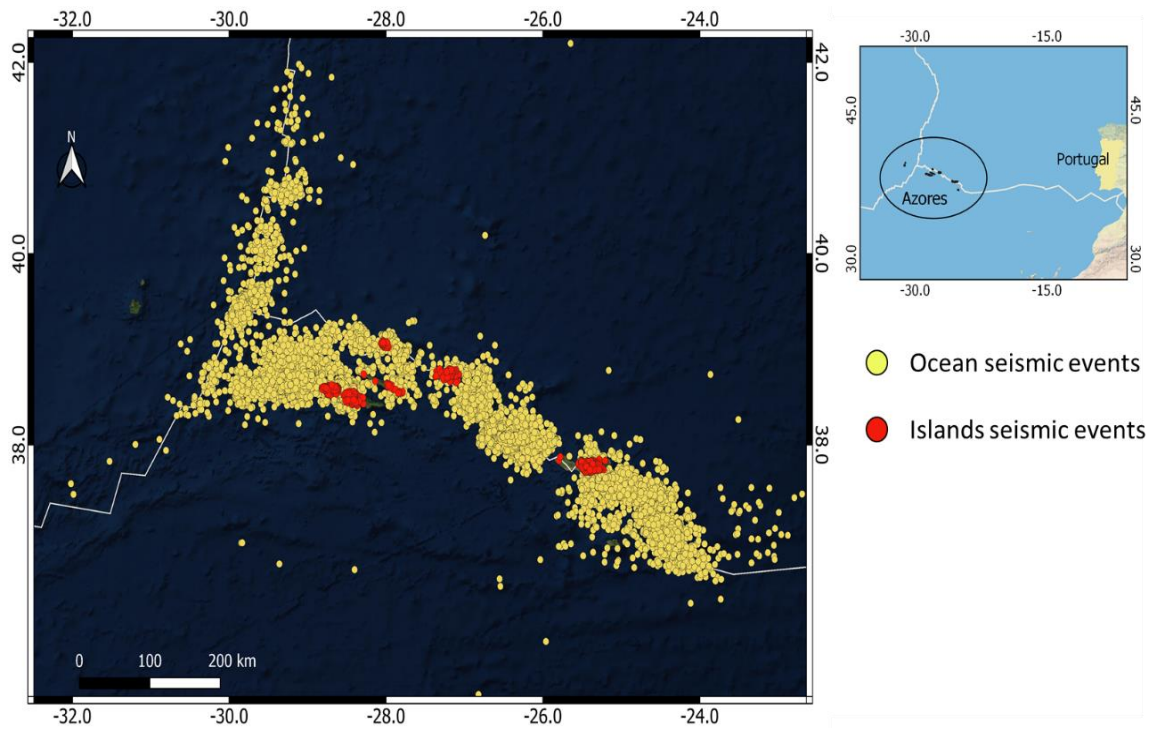 -32.0 -30.0 -28.0 -26.0 -24.0
42.0 42.0
N
40.0 40.0
38.0 38.0
0 100 200 km
-32.0 -30.0 -28.0 -26.0 -24.0
-30.0 -15.0
45.0 45.0
Portugal
Azores
30.0 30.0
-30.0 -15.0
Ocean seismic events
Islands seismic events